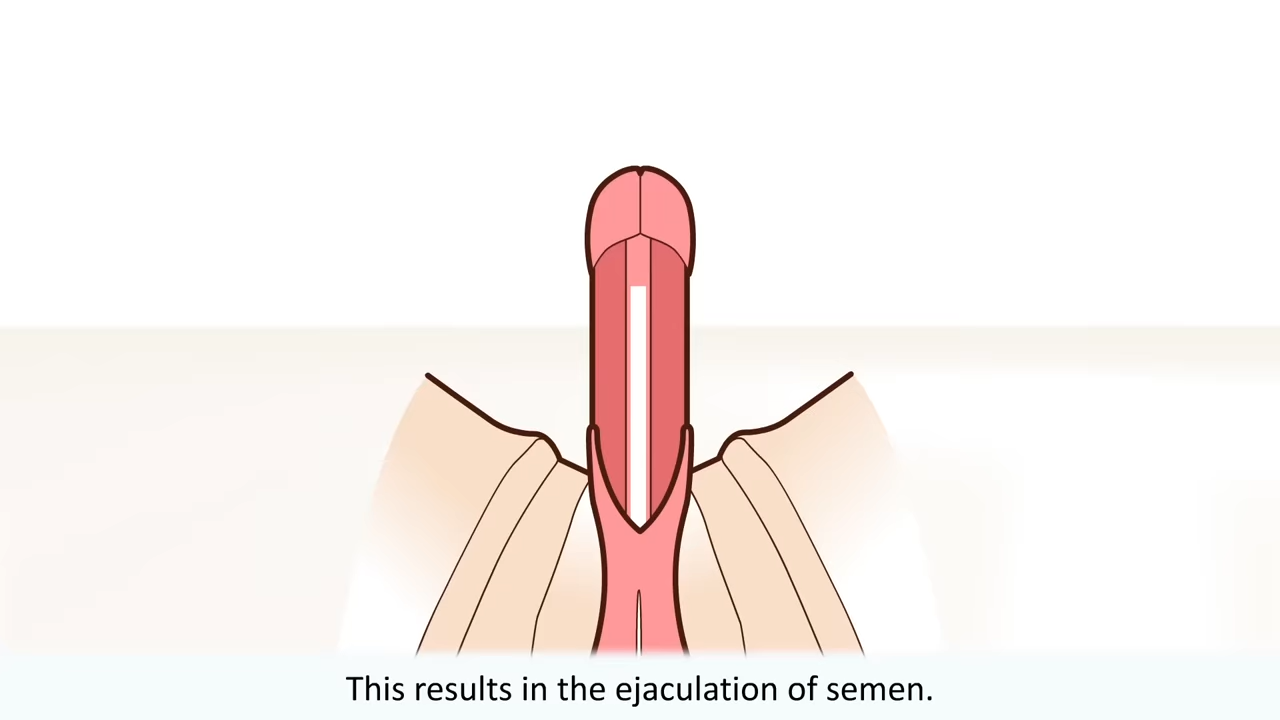 This results in the ejaculation of semen.